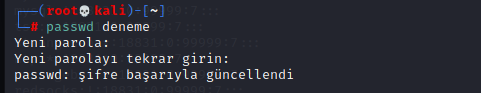 ┌──(root💀kali)-[~]
└─# passwd deneme
Yeni parola:
Yeni parolayı tekrar girin:
passwd: şifre başarıyla güncellendi